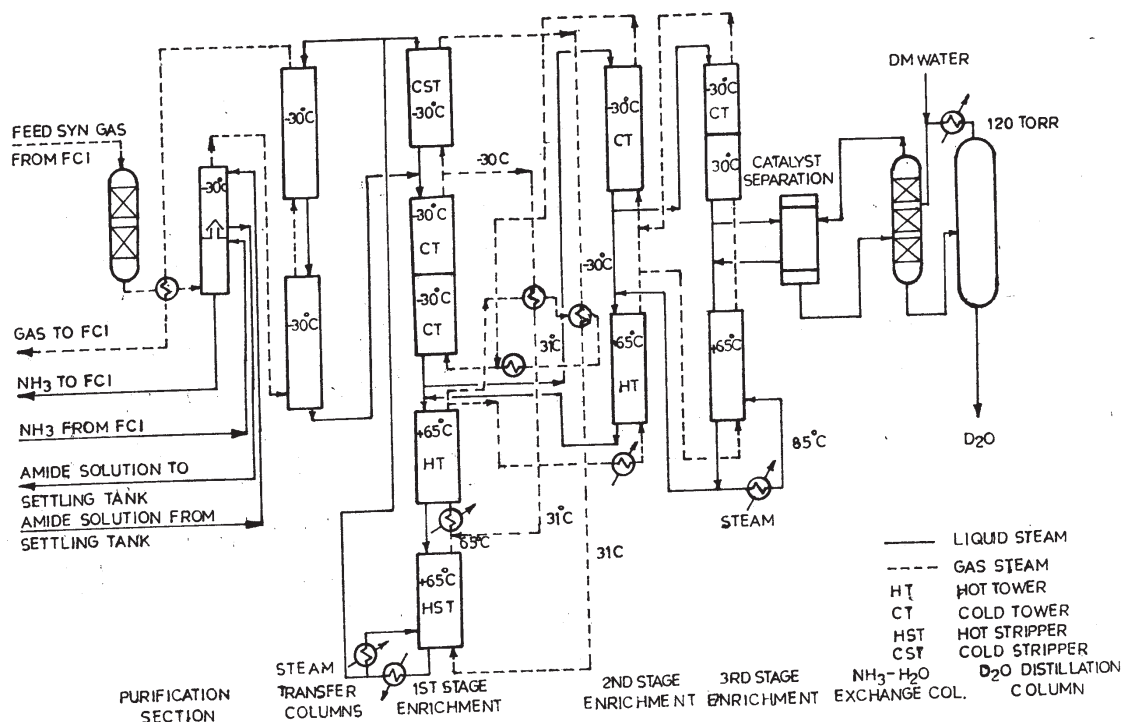 FEED SYN GAS
FROM FCI
-30°C
GAS TO FCI
NH3 TO FCI
NH3 FROM FCI
AMIDE SOLUTION TO
SETTLING TANK
AMIDE SOLUTION FROM
SETTLING TANK
-30°C
-30°C
CST
-30°C
-30°C
CT
-30°C
CT
+65°C
HT
65°C
+65°C
HST
-30C
31°C
31°C
31C
-30°C
CT
-30°C
+65°C
HT
-30°C
CT
30°C
+65°C
85°C
STEAM
CATALYST
SEPARATION
DM WATER
120 TORR
D2O
LIQUID STEAM
GAS STEAM
HT HOT TOWER
CT COLD TOWER
HST HOT STRIPPER
CST COLD STRIPPER
PURIFICATION
SECTION
STEAM
TRANSFER
COLUMNS
1ST STAGE
ENRICHMENT
2ND STAGE
ENRICHMENT
3RD STAGE
ENRICHMENT
NH3-H2O
EXCHANGE COL.
D2O DISTILLATION
COLUMN